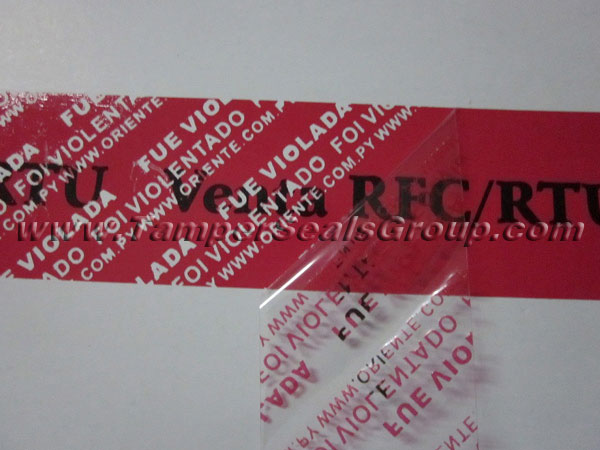 FUE VIOLADA
FOI VIOLENTADO
WWW.ORIENTE.COM.PY
FUE VIOLADA
FOI VIOLENTADO
WWW.ORIENTE.COM.PY
RTU Venta RFC/RTU
www.TamperSealsGroup.com
FUE VIOLADA
FOI VIOLENTADO
WWW.ORIENTE.COM.PY